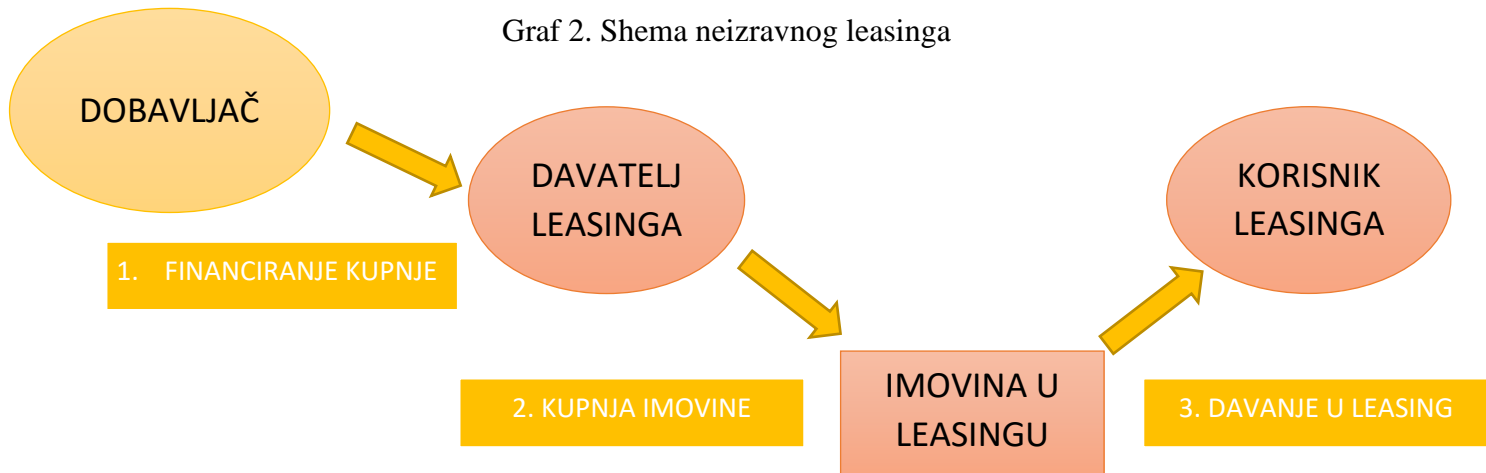 Graf 2. Shema neizravnog leasinga
DOBAVLJAČ
DAVATELJ
LEASINGA
KORISNIK
LEASINGA
1. FINANCIRANJE KUPNJE
2. KUPNJA IMOVINE
IMOVINA U
LEASINGU
3. DAVANJE U LEASING